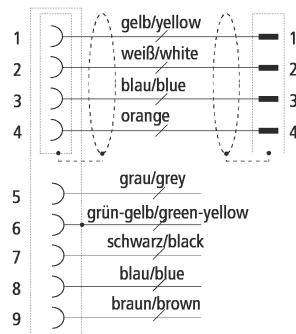 1 gelb/yellow 1
2 weiß/white 2
3 blau/blue 3
4 orange 4
5 grau/grey
6 grün-gelb/green-yellow
7 schwarz/black
8 blau/blue
9 braun/brown